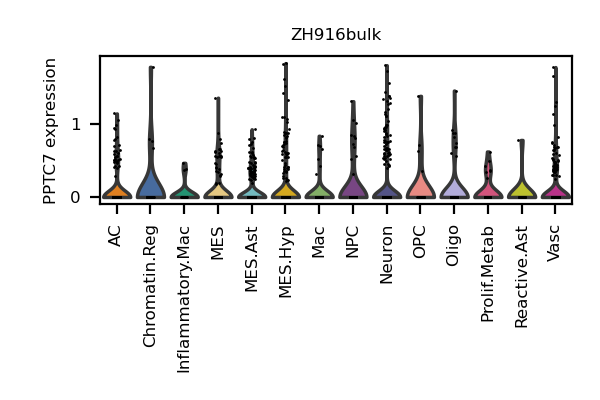 ZH916bulk
PPTC7 expression
1
0
AC
Chromatin.Reg
Inflammatory.Mac
MES
MES.Ast
MES.Hyp
Mac
NPC
Neuron
OPC
Oligo
Prolif.Metab
Reactive.Ast
Vasc